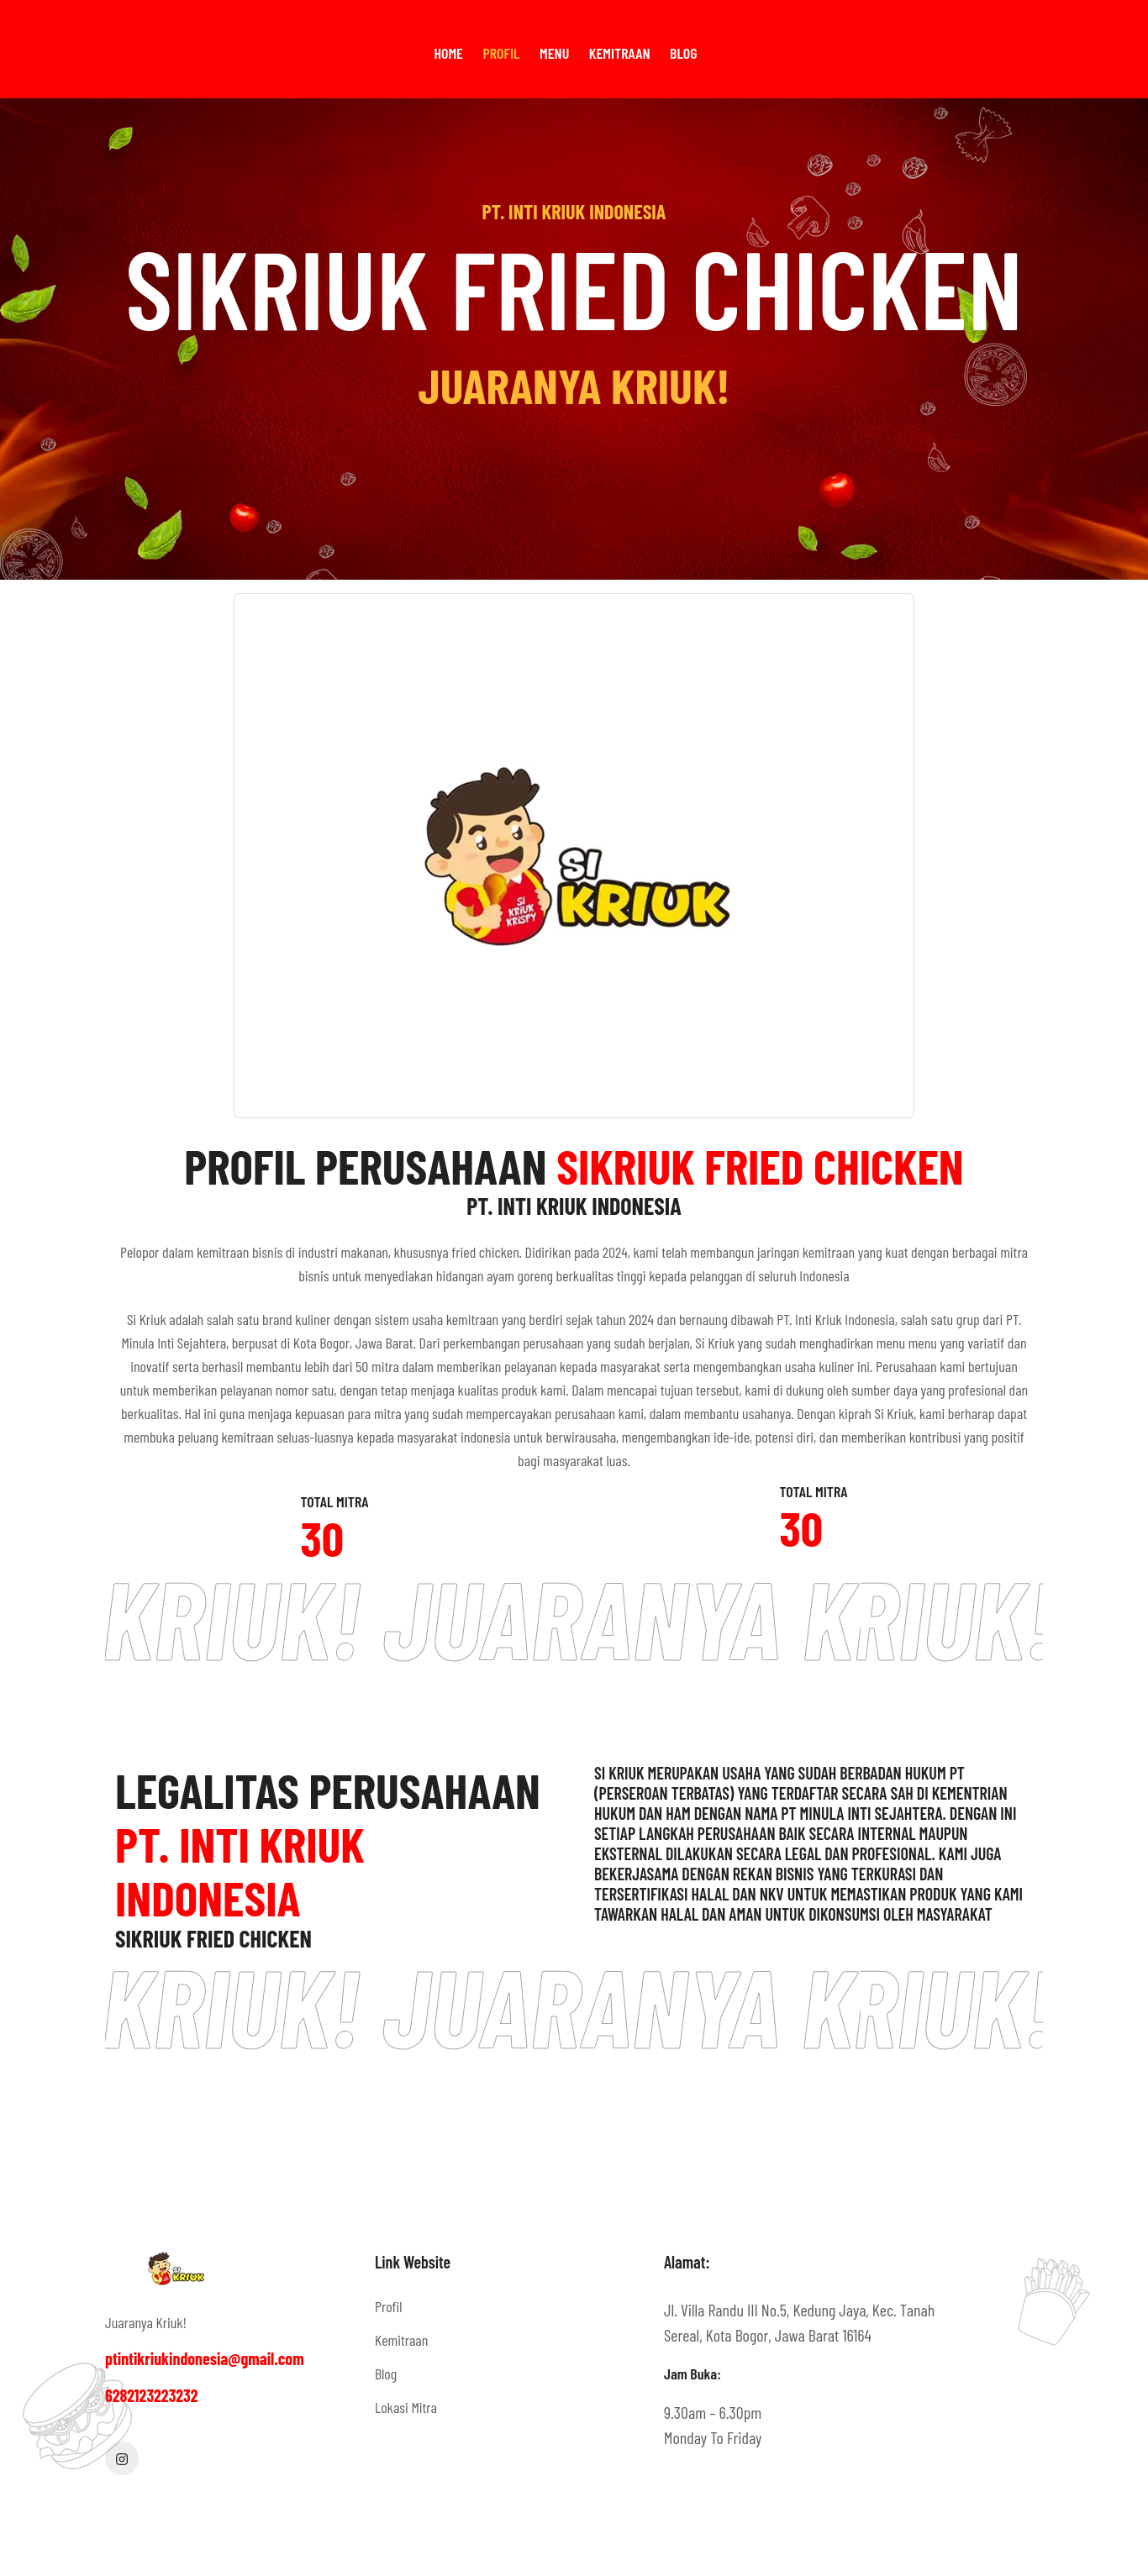 HOME PROFIL MENU KEMITRAAN BLOG
PT. INTI KRIUK INDONESIA
SIKRIUK FRIED CHICKEN
JUARANYA KRIUK!
SI
KRIUK
SI
KRIUK
KRISPY
PROFIL PERUSAHAAN SIKRIUK FRIED CHICKEN
PT. INTI KRIUK INDONESIA
Pelopor dalam kemitraan bisnis di industri makanan, khususnya fried chicken. Didirikan pada 2024, kami telah membangun jaringan kemitraan yang kuat dengan berbagai mitra
bisnis untuk menyediakan hidangan ayam goreng berkualitas tinggi kepada pelanggan di seluruh Indonesia
Si Kriuk adalah salah satu brand kuliner dengan sistem usaha kemitraan yang berdiri sejak tahun 2024 dan bernaung dibawah PT. Inti Kriuk Indonesia, salah satu grup dari PT.
Minula Inti Sejahtera, berpusat di Kota Bogor, Jawa Barat. Dari perkembangan perusahaan yang sudah berjalan, Si Kriuk yang sudah menghadirkan menu menu yang variatif dan
inovatif serta berhasil membantu lebih dari 50 mitra dalam memberikan pelayanan kepada masyarakat serta mengembangkan usaha kuliner ini. Perusahaan kami bertujuan
untuk memberikan pelayanan nomor satu, dengan tetap menjaga kualitas produk kami. Dalam mencapai tujuan tersebut, kami di dukung oleh sumber daya yang profesional dan
berkualitas. Hal ini guna menjaga kepuasan para mitra yang sudah mempercayakan perusahaan kami, dalam membantu usahanya. Dengan kiprah Si Kriuk, kami berharap dapat
membuka peluang kemitraan seluas-luasnya kepada masyarakat indonesia untuk berwirausaha, mengembangkan ide-ide, potensi diri, dan memberikan kontribusi yang positif
bagi masyarakat luas.
TOTAL MITRA
30
TOTAL MITRA
30
KRIUK! JUARANYA KRIUK!
LEGALITAS PERUSAHAAN
PT. INTI KRIUK
INDONESIA
SIKRIUK FRIED CHICKEN
SI KRIUK MERUPAKAN USAHA YANG SUDAH BERBADAN HUKUM PT
(PERSEROAN TERBATAS) YANG TERDAFTAR SECARA SAH DI KEMENTRIAN
HUKUM DAN HAM DENGAN NAMA PT MINULA INTI SEJAHTERA. DENGAN INI
SETIAP LANGKAH PERUSAHAAN BAIK SECARA INTERNAL MAUPUN
EKSTERNAL DILAKUKAN SECARA LEGAL DAN PROFESIONAL. KAMI JUGA
BEKERJASAMA DENGAN REKAN BISNIS YANG TERKURASI DAN
TERSERTIFIKASI HALAL DAN NKV UNTUK MEMASTIKAN PRODUK YANG KAMI
TAWARKAN HALAL DAN AMAN UNTUK DIKONSUMSI OLEH MASYARAKAT
KRIUK! JUARANYA KRIUK!
SI
KRIUK
Juaranya Kriuk!
ptintikriukindonesia@gmail.com
6282123223232
Link Website
Profil
Kemitraan
Blog
Lokasi Mitra
Alamat:
Jl. Villa Randu III No.5, Kedung Jaya, Kec. Tanah
Sereal, Kota Bogor, Jawa Barat 16164
Jam Buka:
9.30am – 6.30pm
Monday To Friday